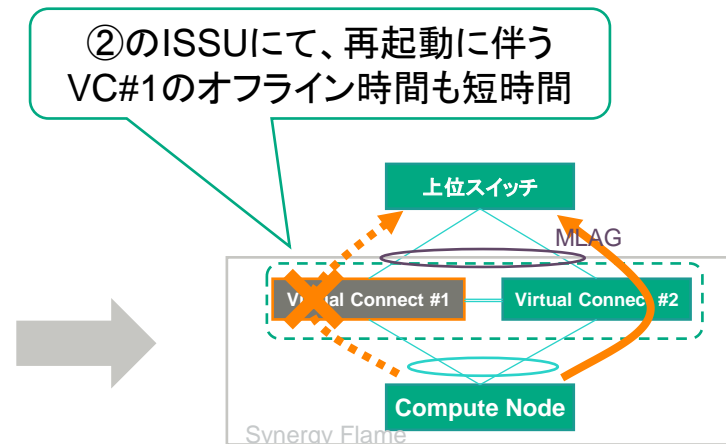 ②のISSUにて、再起動に伴う
VC#1のオフライン時間も短時間
上位スイッチ
MLAG
Virtual Connect #1
Virtual Connect #2
Compute Node
Synergy Flame